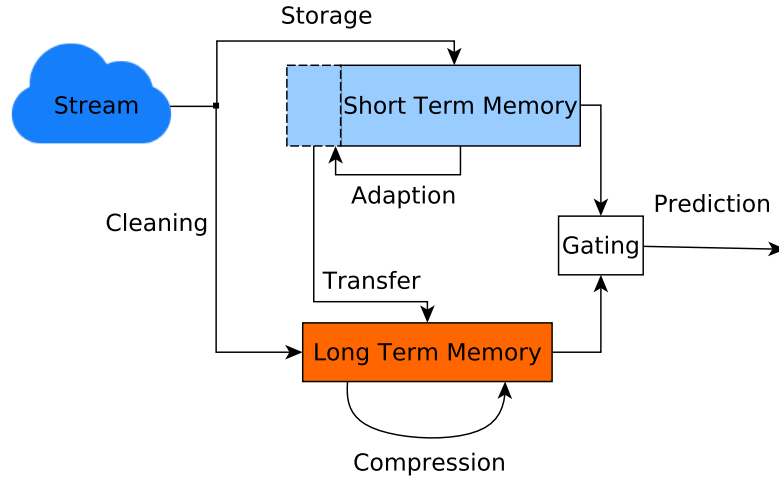 Storage
Stream
Short Term Memory
Adaption
Cleaning
Prediction
Gating
Transfer
Long Term Memory
Compression